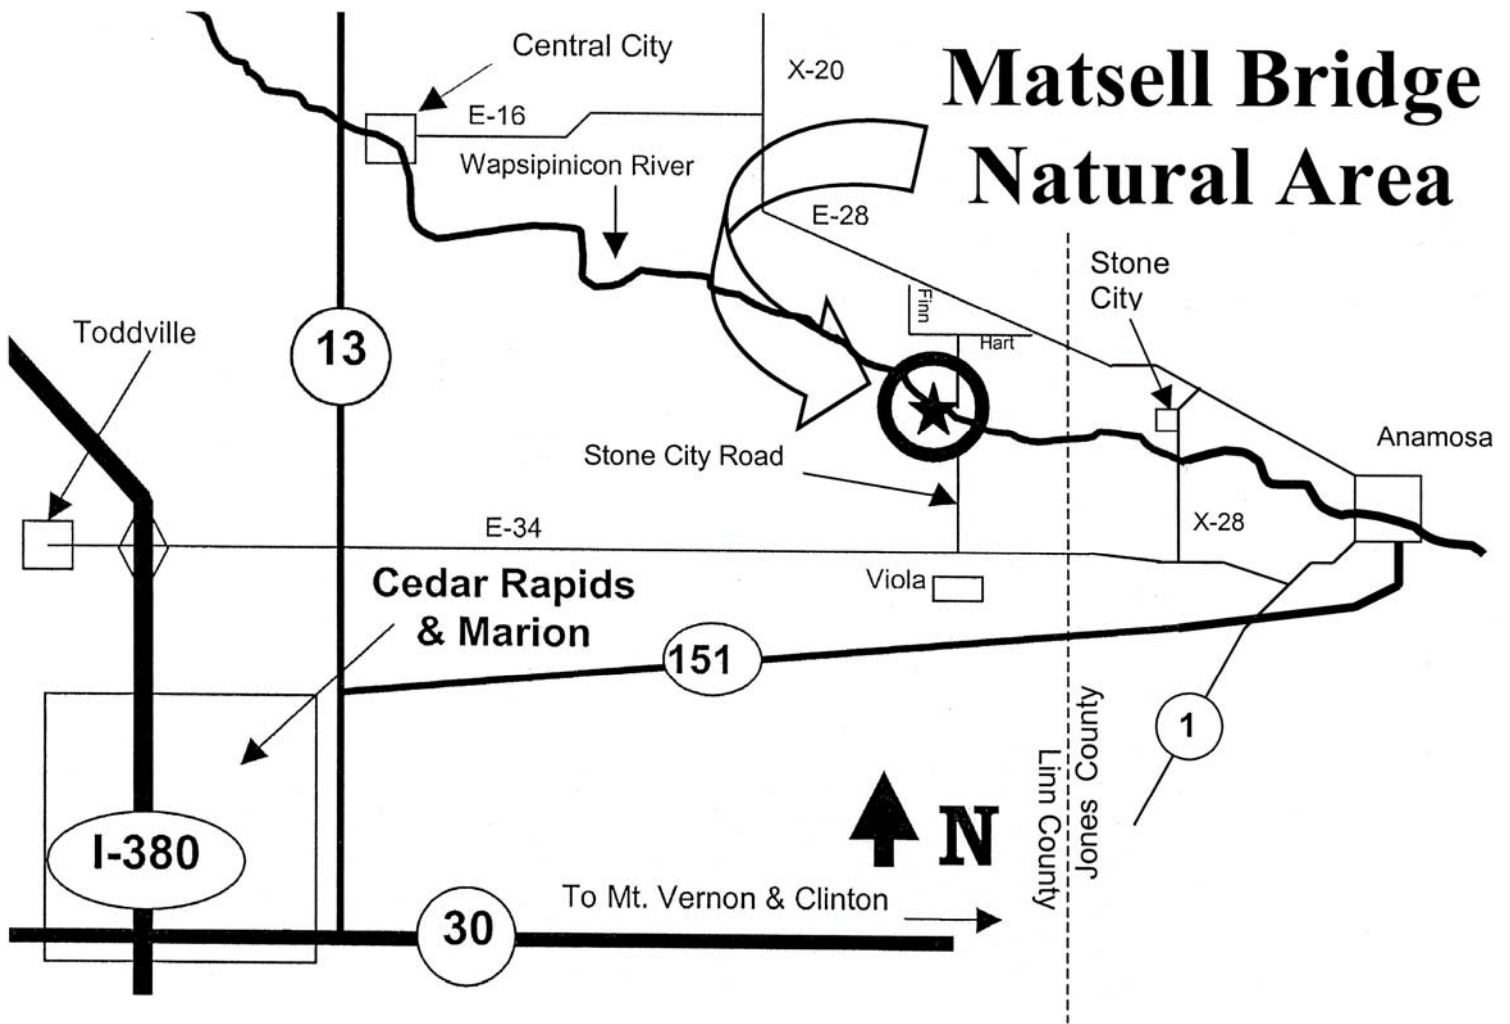 Central City
X-20
Matsell Bridge
Natural Area
E-16
Wapsipinicon River
E-28
Stone
City
Finn
Hart
Toddville
13
Anamosa
Stone City Road
X-28
E-34
Viola
Cedar Rapids
& Marion
151
1
Linn County
Jones County
I-380
N
To Mt. Vernon & Clinton
30